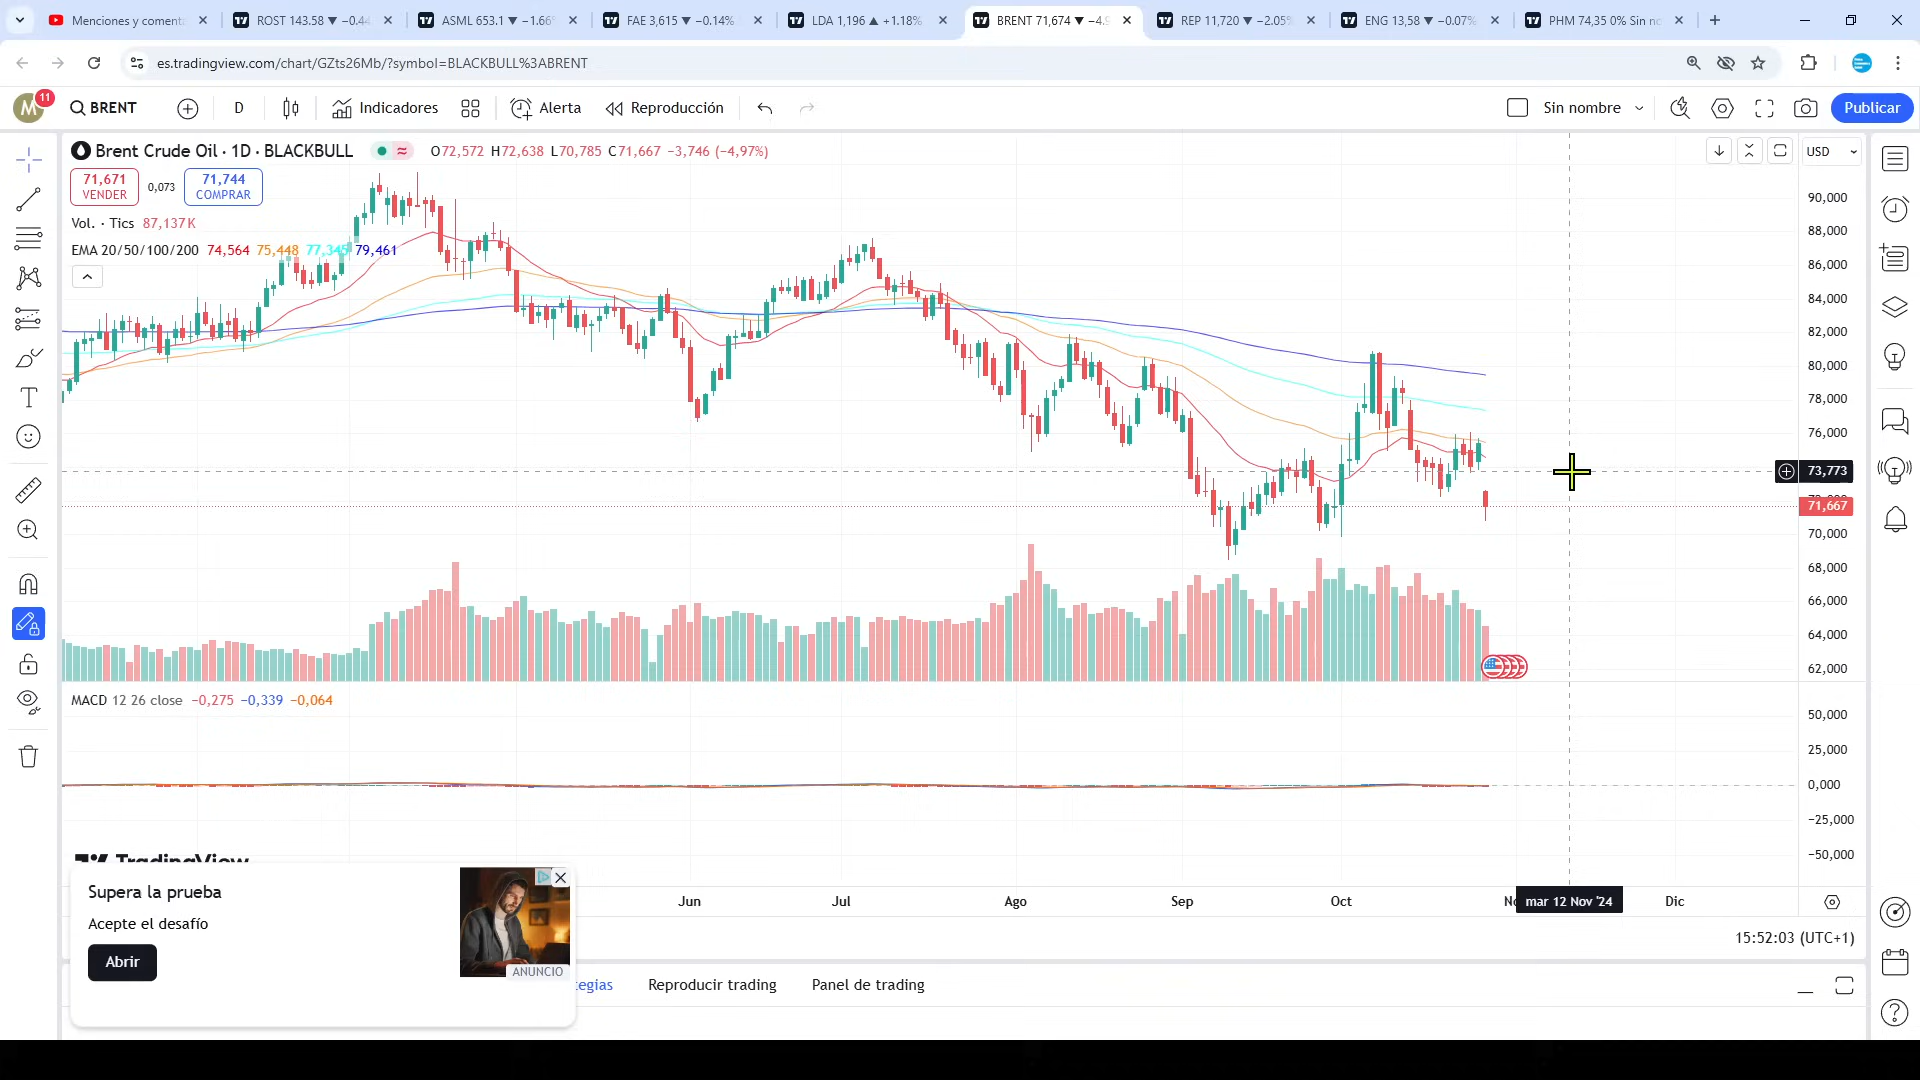 Menciones y comenta
ROST 143.58 ▼ −0.44
ASML 653.1 ▼ −1.66%
FAE 3,615 ▼ −0.14%
LDA 1,196 ▲ +1.18%
BRENT 71,674 ▼ −4.9
REP 11,720 ▼ −2.05%
ENG 13,58 ▼ −0.07%
PHM 74,35 0% Sin no
es.tradingview.com/chart/GZts26Mb/?symbol=BLACKBULL%3ABRENT
M 11
BRENT
D
Indicadores
Alerta
Reproducción
Sin nombre
Publicar
Brent Crude Oil · 1D · BLACKBULL
O72,572 H72,638 L70,785 C71,667 −3,746 (−4,97%)
USD
71,671
VENDER
0,073
71,744
COMPRAR
Vol. · Tics 87,137 K
EMA 20/50/100/200 74,564 75,448 77,345 79,461
90,000
88,000
86,000
84,000
82,000
80,000
78,000
76,000
73,773
71,667
70,000
68,000
66,000
64,000
62,000
MACD 12 26 close −0,275 −0,339 −0,064
50,000
25,000
0,000
−25,000
−50,000
TradingView
Supera la prueba
Acepte el desafío
Abrir
ANUNCIO
Jun
Jul
Ago
Sep
Oct
mar 12 Nov '24
Dic
15:52:03 (UTC+1)
tegias
Reproducir trading
Panel de trading